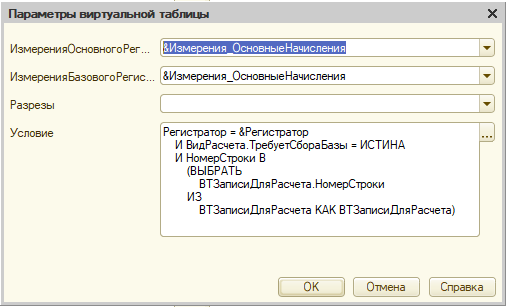 Параметры виртуальной таблицы
ИзмеренияОсновногоРег...
&Измерения_ОсновныеНачисления
ИзмеренияБазовогоРегис...
&Измерения_ОсновныеНачисления
Разрезы
Условие
Регистратор = &Регистратор
И ВидРасчета.ТребуетСбораБазы = ИСТИНА
И НомерСтроки В
(ВЫБРАТЬ
ВТЗаписиДляРасчета.НомерСтроки
ИЗ
ВТЗаписиДляРасчета КАК ВТЗаписиДляРасчета)
...
OK
Отмена
Справка